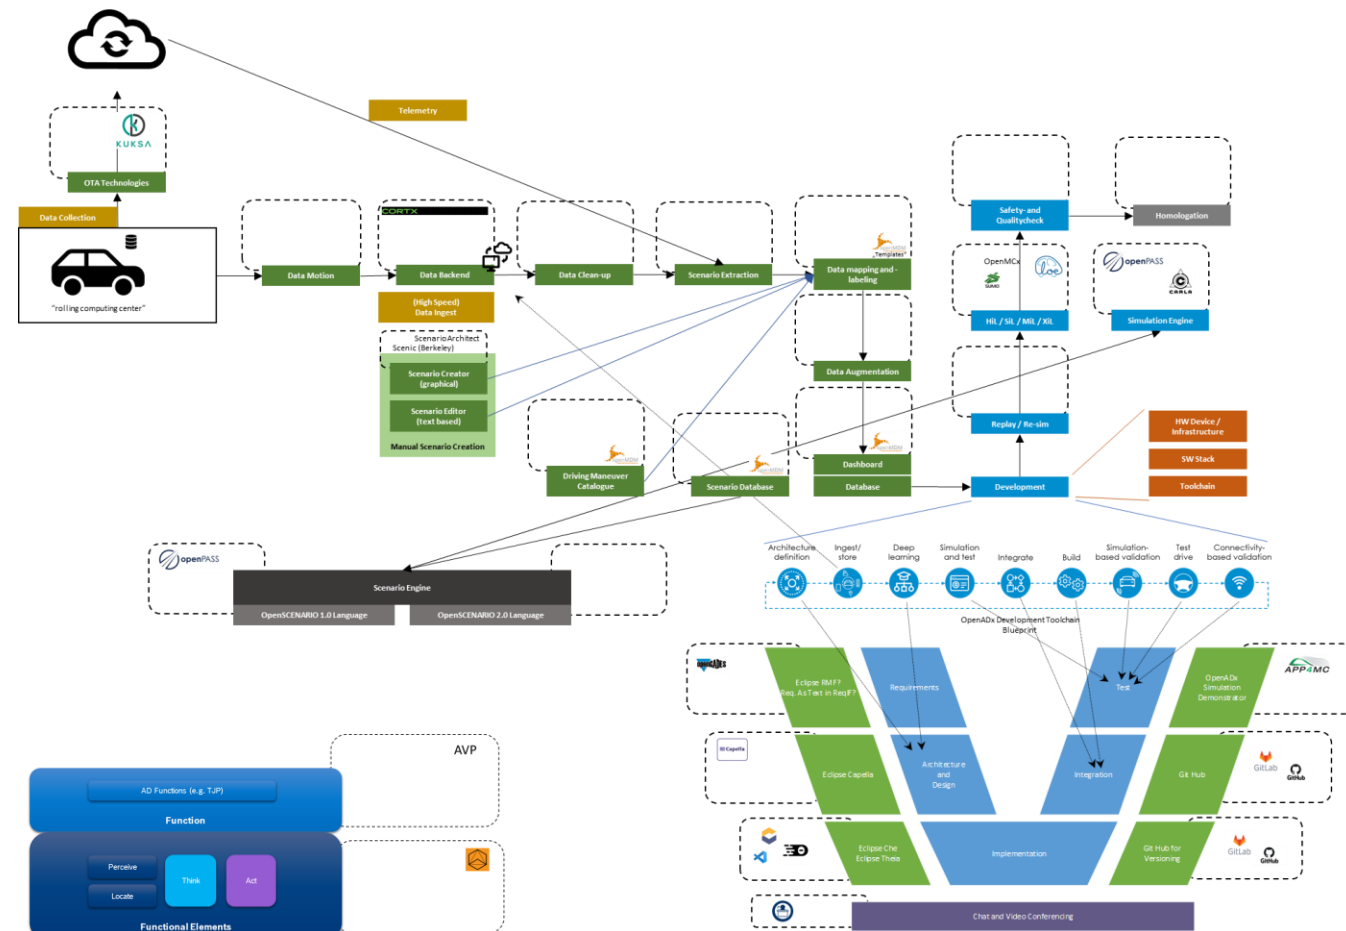 Telemetry
KUKSA
OTA Technologies
Data Collection
"rolling computing center"
CORTX
Data Motion
Data Backend
Data Clean-up
Scenario Extraction
openMDM
„Templates"
Data mapping and -
labeling
(High Speed)
Data Ingest
Scenario Architect
Scenic (Berkeley)
Scenario Creator
(graphical)
Scenario Editor
(text based)
Manual Scenario Creation
Data Augmentation
openMDM
Driving Maneuver
Catalogue
openMDM
Scenario Database
openMDM
Dashboard
Database
Safety- and
Qualitycheck
Homologation
OpenMCx
SUMO
loe
HiL / SiL / MiL / XiL
openPASS
CARLA
Simulation Engine
Replay / Re-sim
Development
HW Device /
Infrastructure
SW Stack
Toolchain
openPASS
Scenario Engine
OpenSCENARIO 1.0 Language
OpenSCENARIO 2.0 Language
Architecture
definition
Ingest/
store
Deep
learning
Simulation
and test
Integrate
Build
Simulation-
based validation
Test
drive
Connectivity-
based validation
OpenADx Development Toolchain
Blueprint
Eclipse RMF?
Req. As Text in ReqIF?
Requirements
Test
OpenADx
Simulation
Demonstrator
APP4MC
Capella
Eclipse Capella
Architecture
and
Design
Integration
Git Hub
GitLab
GitHub
Eclipse Che
Eclipse Theia
Implementation
Git Hub for
Versioning
GitLab
GitHub
Chat and Video Conferencing
AVP
AD Functions (e.g. TJP)
Function
Perceive
Locate
Think
Act
Functional Elements